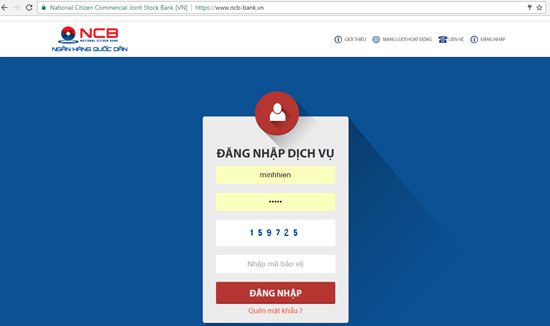 National Citizen Commercial Joint Stock Bank [VN] | https://www.ncb-bank.vn
NCB
NATIONAL CITIZEN BANK
NGÂN HÀNG QUỐC DÂN
GIỚI THIỆU
MẠNG LƯỚI HOẠT ĐỘNG
LIÊN HỆ
ĐĂNG NHẬP
ĐĂNG NHẬP DỊCH VỤ
minhhien
•••••
159725
Nhập mã bảo vệ
ĐĂNG NHẬP
Quên mật khẩu ?